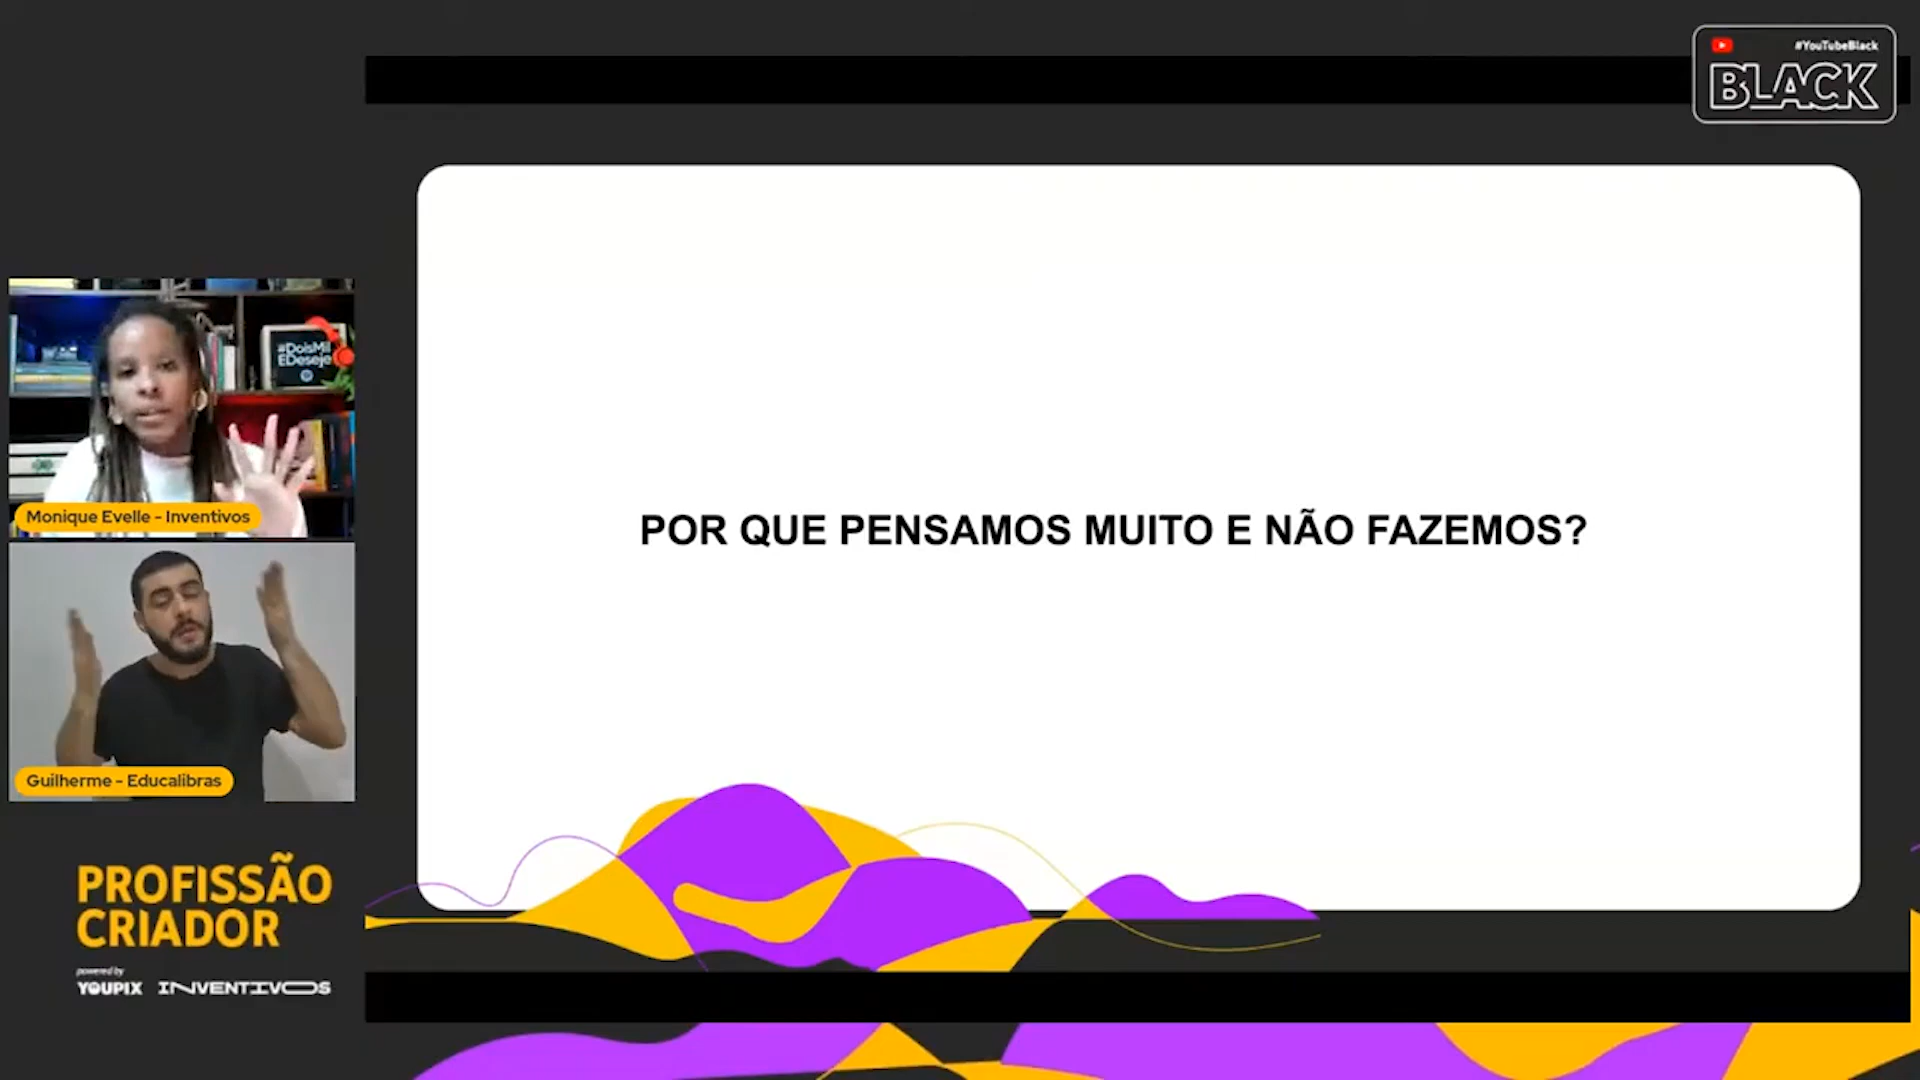 #YouTubeBlack
BLACK
#DoisMil
EDeseje
Monique Evelle - Inventivos
POR QUE PENSAMOS MUITO E NÃO FAZEMOS?
Guilherme - Educalibras
PROFISSÃO
CRIADOR
powered by
YOUPIX INVENTIVOS